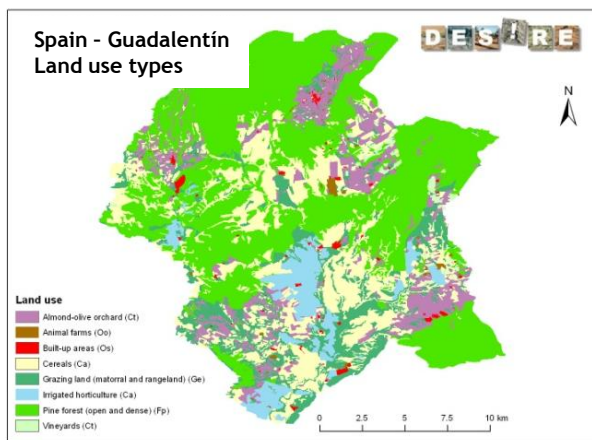 Spain - Guadalentín
Land use types
DES!RE
N
Land use
Almond-olive orchard (Ct)
Animal farms (Oo)
Built-up areas (Os)
Cereals (Ca)
Grazing land (matorral and rangeland) (Ge)
Irrigated horticulture (Ca)
Pine forest (open and dense) (Fp)
Vineyards (Ct)
0 2.5 5 7.5 10 km